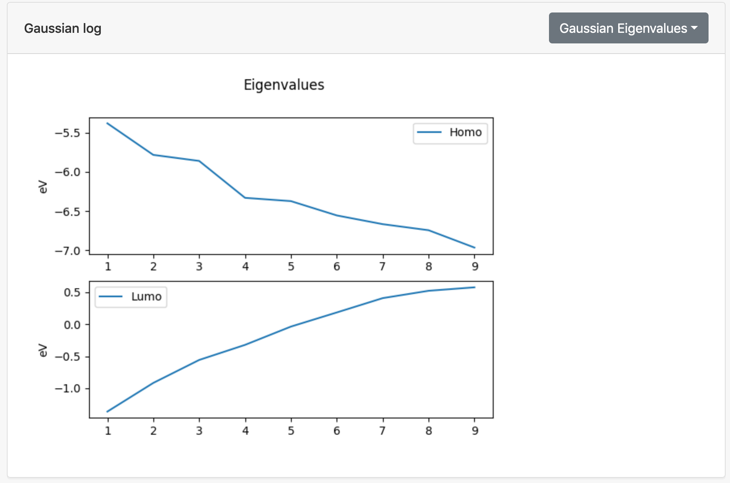 Gaussian log
Gaussian Eigenvalues
Eigenvalues
Homo
eV
−5.5
−6.0
−6.5
−7.0
1 2 3 4 5 6 7 8 9
Lumo
eV
0.5
0.0
−0.5
−1.0
1 2 3 4 5 6 7 8 9